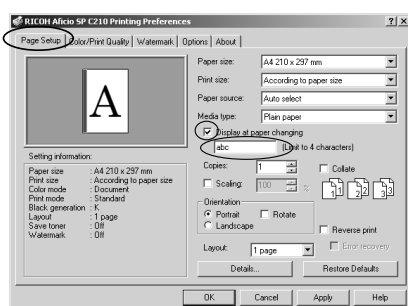 RICOH Aficio SP C210 Printing Preferences
Page Setup Color/Print Quality Watermark Options About
A
Setting information:
Paper size : A4 210 x 297 mm
Print size : According to paper size
Color mode : Document
Print mode : Standard
Black generation : K
Layout : 1 page
Save toner : Off
Watermark : Off
Paper size: A4 210 x 297 mm
Print size: According to paper size
Paper source: Auto select
Media type: Plain paper
Display at paper changing
abc (Limit to 4 characters)
Copies: 1 Collate
Scaling: 100 %
1 1 2 2 3 3
Orientation
Portrait Rotate
Landscape
Reverse print
Layout: 1 page Error recovery
Details... Restore Defaults
OK Cancel Apply Help